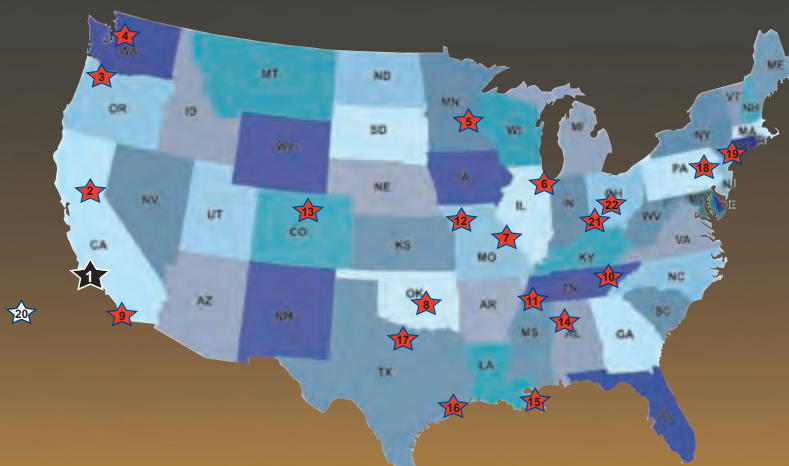 4
WA
ME
3
MT
ND
VT
NH
OR
ID
MN
5
WI
MI
NY
MA
SD
19
WY
PA
18
IA
6
NJ
2
NE
OH
NV
IL
IN
22
UT
13
12
21
WV
CO
7
VA
CA
KS
MO
KY
1
10
NC
TN
OK
AZ
8
11
AR
20
9
NM
14
SC
MS
AL
GA
17
LA
TX
15
16
FL